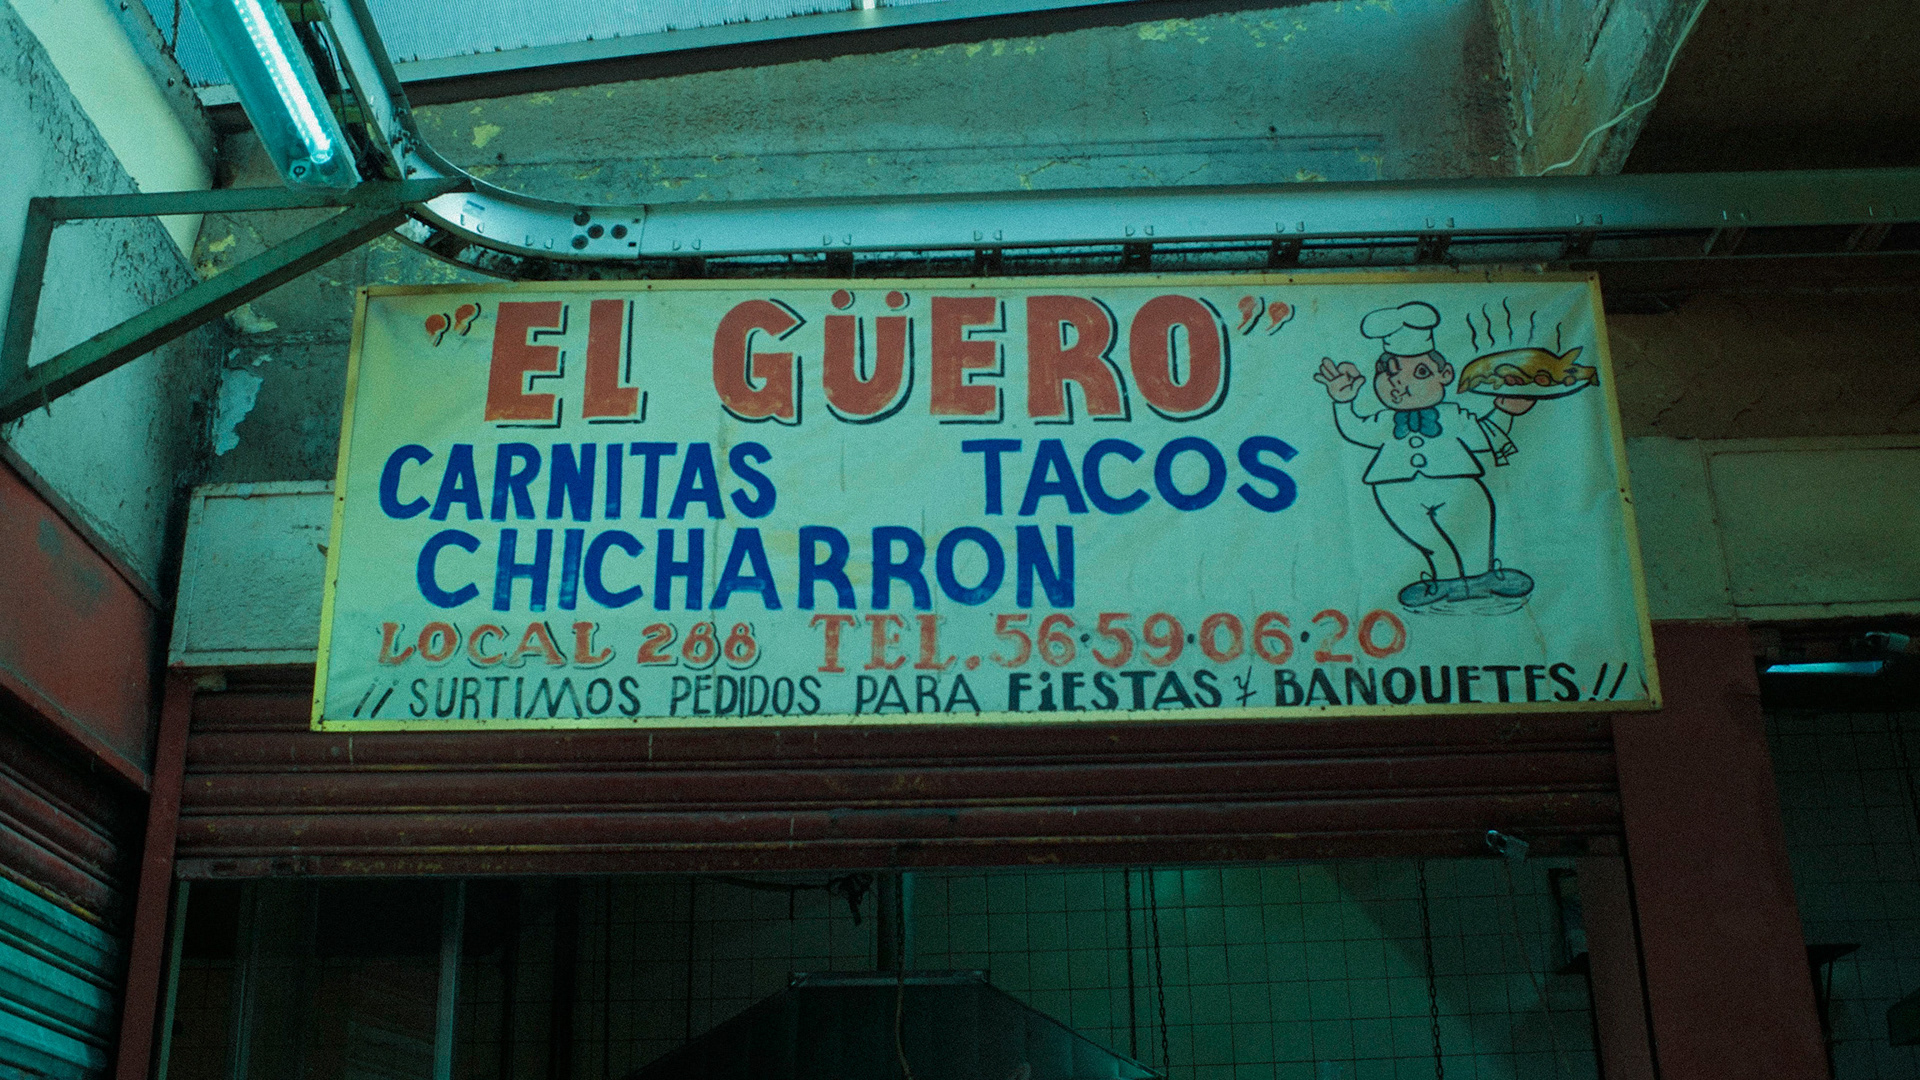 "EL GÜERO"
CARNITAS TACOS
CHICHARRON
LOCAL 288 TEL. 56·59·06·20
¡¡SURTIMOS PEDIDOS PARA FiESTAS Y BANQUETES!!